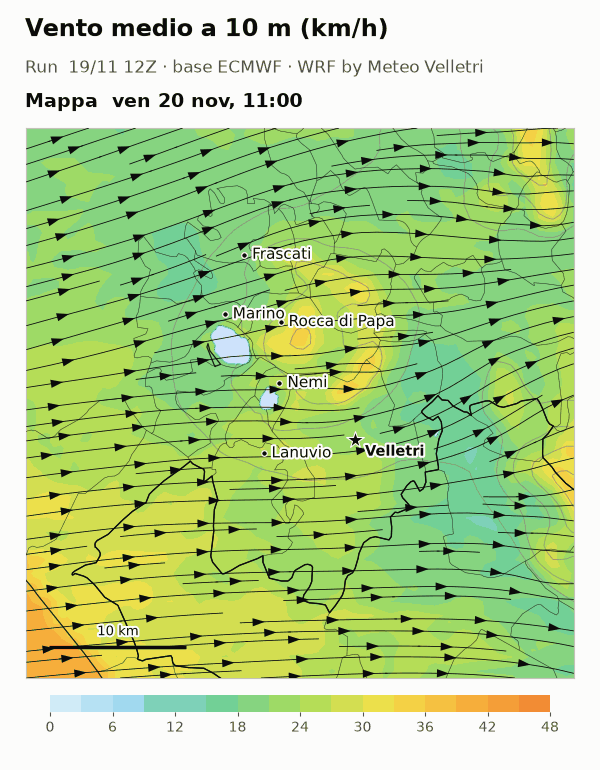 Vento medio a 10 m (km/h)
Run 19/11 12Z · base ECMWF · WRF by Meteo Velletri
Mappa ven 20 nov, 11:00
Frascati
Marino
Rocca di Papa
Nemi
Velletri
Lanuvio
10 km
0 6 12 18 24 30 36 42 48